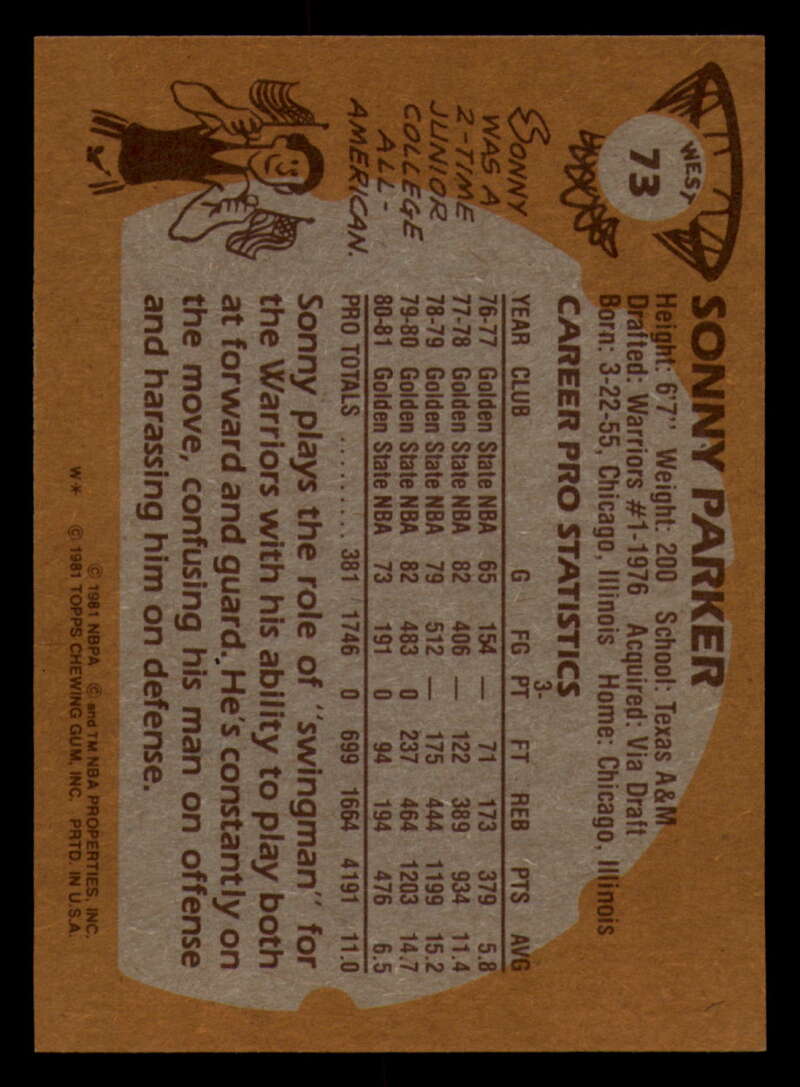 WEST
73
SONNY PARKER
Height: 6'7" Weight: 200 School: Texas A&M
Drafted: Warriors #1-1976 Acquired: Via Draft
Born: 3-22-55, Chicago, Illinois Home: Chicago, Illinois
CAREER PRO STATISTICS
3-
YEAR CLUB G FG PT FT REB PTS AVG
76-77 Golden State NBA 65 154 — 71 173 379 5.8
77-78 Golden State NBA 82 406 — 122 389 934 11.4
78-79 Golden State NBA 79 512 — 175 444 1199 15.2
79-80 Golden State NBA 82 483 0 237 464 1203 14.7
80-81 Golden State NBA 73 191 0 94 194 476 6.5
PRO TOTALS .......... 381 1746 0 699 1664 4191 11.0
SONNY
WAS A
2-TIME
JUNIOR
COLLEGE
ALL-
AMERICAN.
Sonny plays the role of "swingman" for
the Warriors with his ability to play both
at forward and guard. He's constantly on
the move, confusing his man on offense
and harassing him on defense.
© 1981 NBPA © and TM NBA PROPERTIES, INC.
W* © 1981 TOPPS CHEWING GUM, INC. PRTD. IN U.S.A.